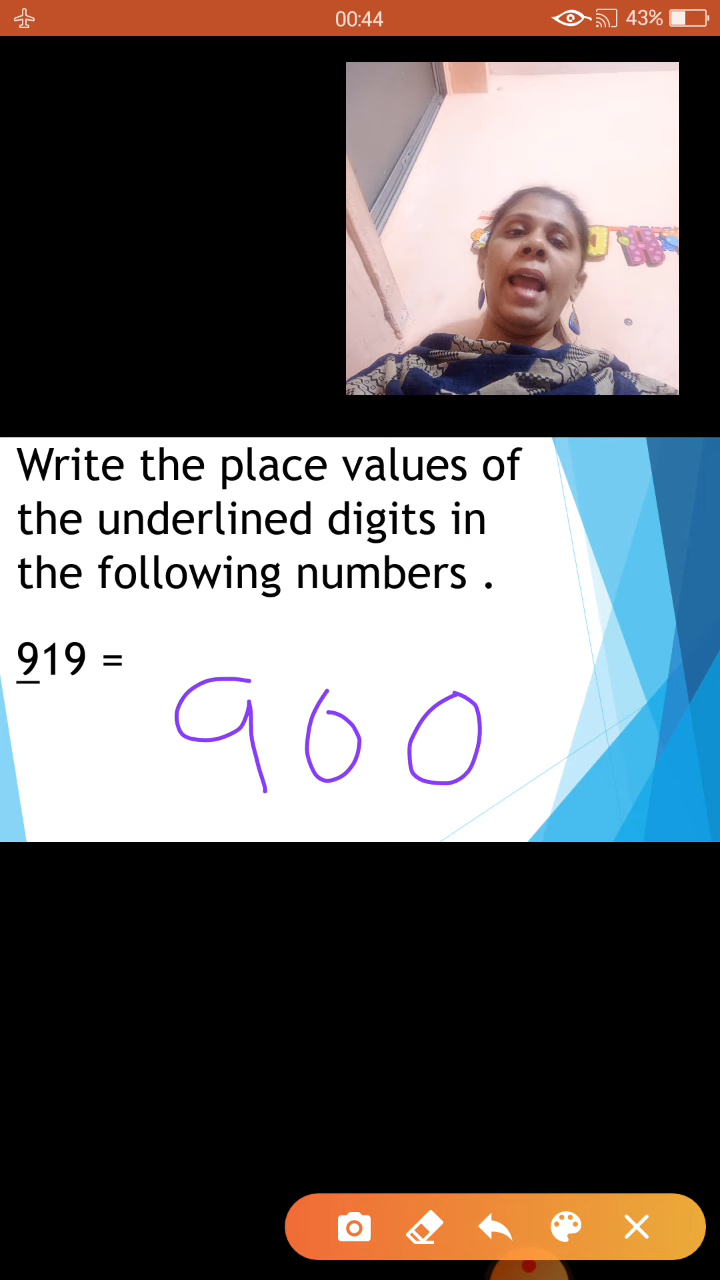 00:44
43%
Write the place values of
the underlined digits in
the following numbers .
919 =
900